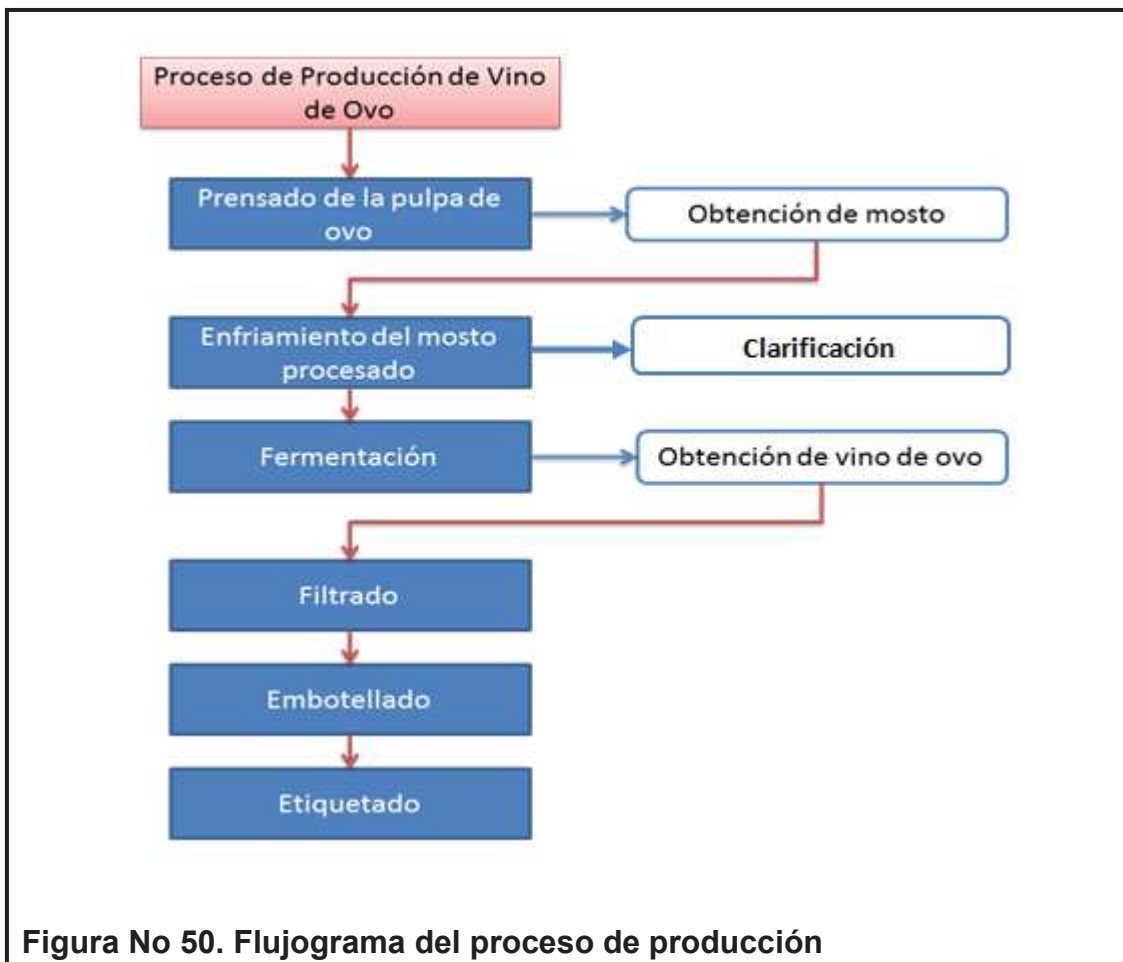 Proceso de Producción de Vino
de Ovo
Prensado de la pulpa de
ovo
Obtención de mosto
Enfriamiento del mosto
procesado
Clarificación
Fermentación
Obtención de vino de ovo
Filtrado
Embotellado
Etiquetado
Figura No 50. Flujograma del proceso de producción